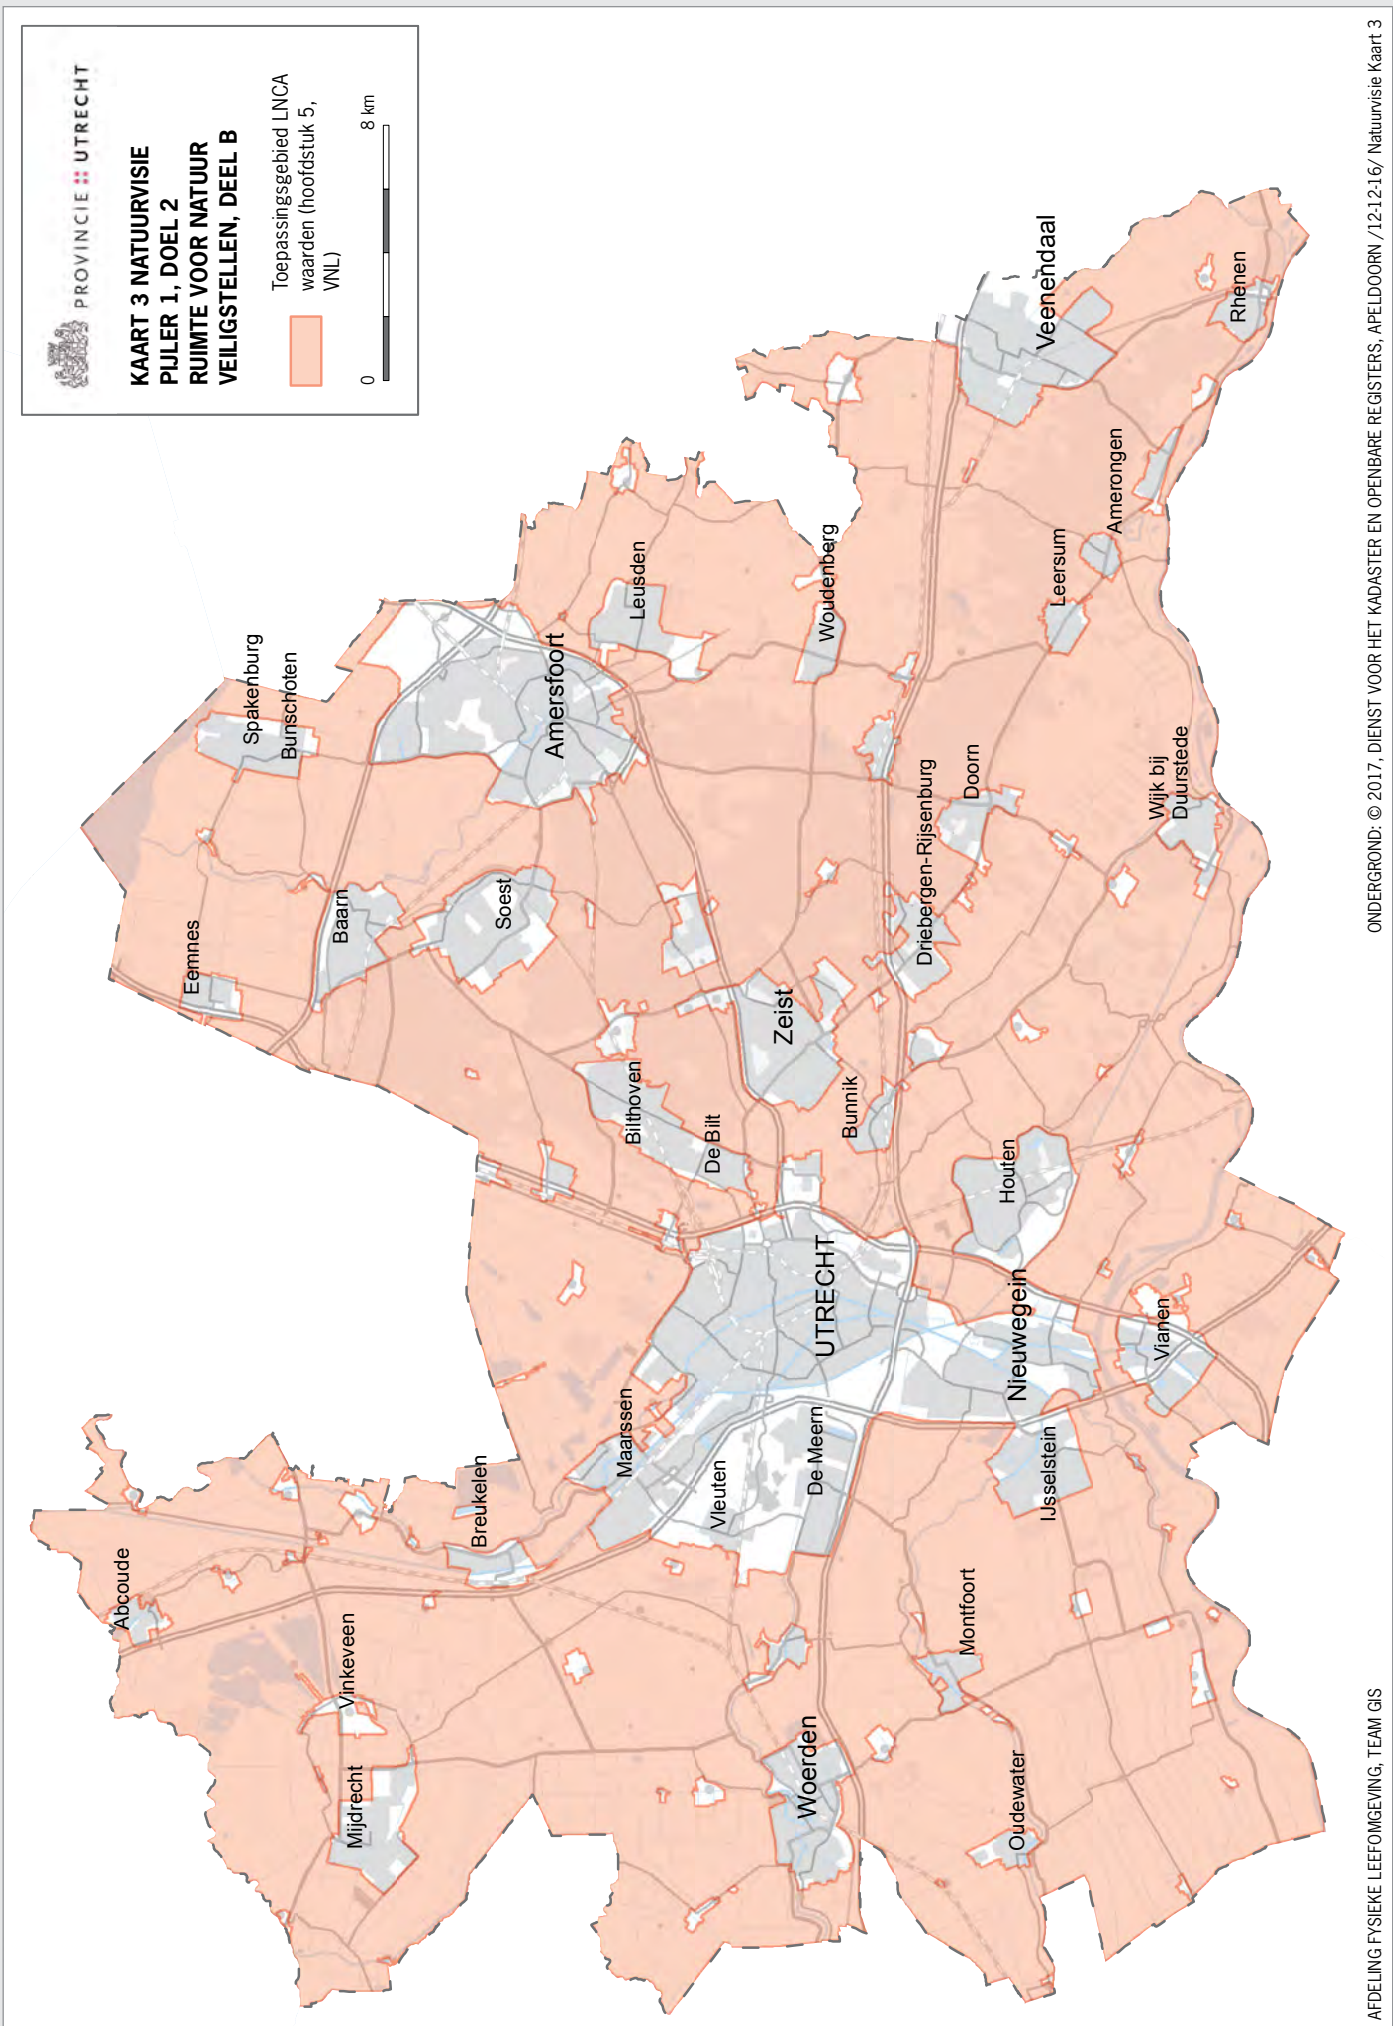 PROVINCIE :: UTRECHT
KAART 3 NATUURVISIE
PIJLER 1, DOEL 2
RUIMTE VOOR NATUUR
VEILIGSTELLEN, DEEL B
Toepassingsgebied LNCA
waarden (hoofdstuk 5,
VNL)
0
8 km
Abcoude
Vinkeveen
Mijdrecht
Breukelen
Maarssen
Vleuten
De Meern
Woerden
Montfoort
Oudewater
IJsselstein
Nieuwegein
Vianen
UTRECHT
Houten
Bunnik
De Bilt
Bilthoven
Zeist
Eemnes
Baarn
Soest
Spakenburg
Bunschoten
Amersfoort
Leusden
Woudenberg
Driebergen-Rijsenburg
Doorn
Wijk bij
Duurstede
Leersum
Amerongen
Veenendaal
Rhenen
AFDELING FYSIEKE LEEFOMGEVING, TEAM GIS
ONDERGROND: © 2017, DIENST VOOR HET KADASTER EN OPENBARE REGISTERS, APELDOORN /12-12-16/ Natuurvisie Kaart 3